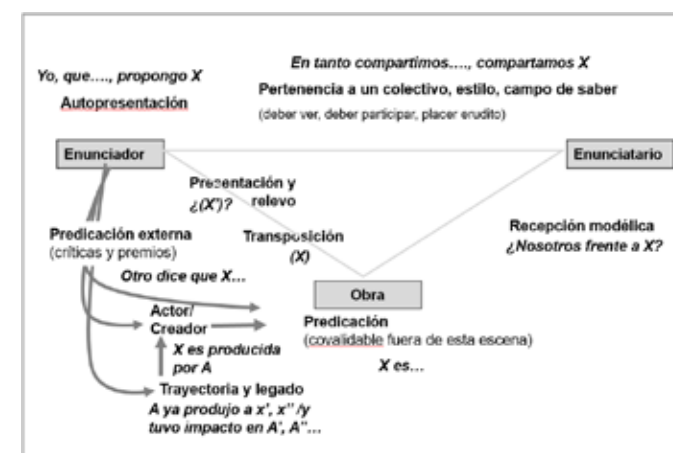 Yo, que...., propongo X
Autopresentación
En tanto compartimos...., compartamos X
Pertenencia a un colectivo, estilo, campo de saber
(deber ver, deber participar, placer erudito)
Enunciador
Enunciatario
Presentación y
¿(X')? relevo
Predicación externa
(críticas y premios)
Transposición
(X)
Recepción modélica
¿Nosotros frente a X?
Otro dice que X...
Obra
Actor/
Creador
Predicación
(covalidable fuera de esta escena)
X es producida
por A
X es...
Trayectoria y legado
A ya produjo a x', x'' /y
tuvo impacto en A', A''...